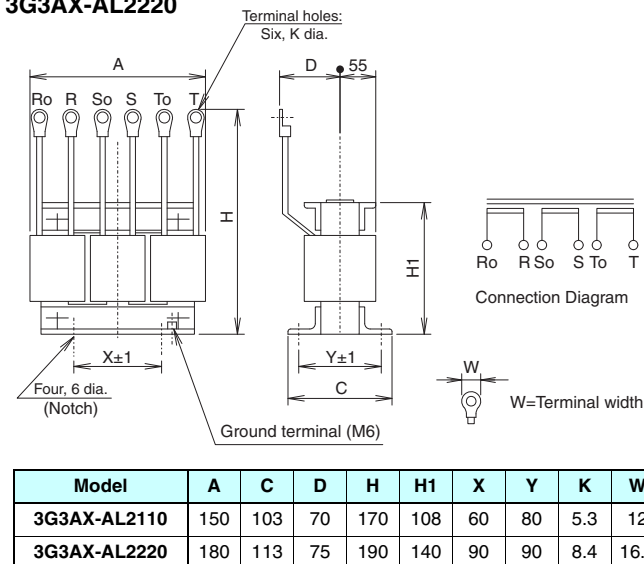 3G3AX-AL2220
Terminal holes:
Six, K dia.
A
D 55
Ro R So S To T
H
H1
Ro R So S To T
Connection Diagram
X±1
Y±1
C
W
W=Terminal width
Four, 6 dia.
(Notch)
Ground terminal (M6)
Model A C D H H1 X Y K W
3G3AX-AL2110 150 103 70 170 108 60 80 5.3 12
3G3AX-AL2220 180 113 75 190 140 90 90 8.4 16.